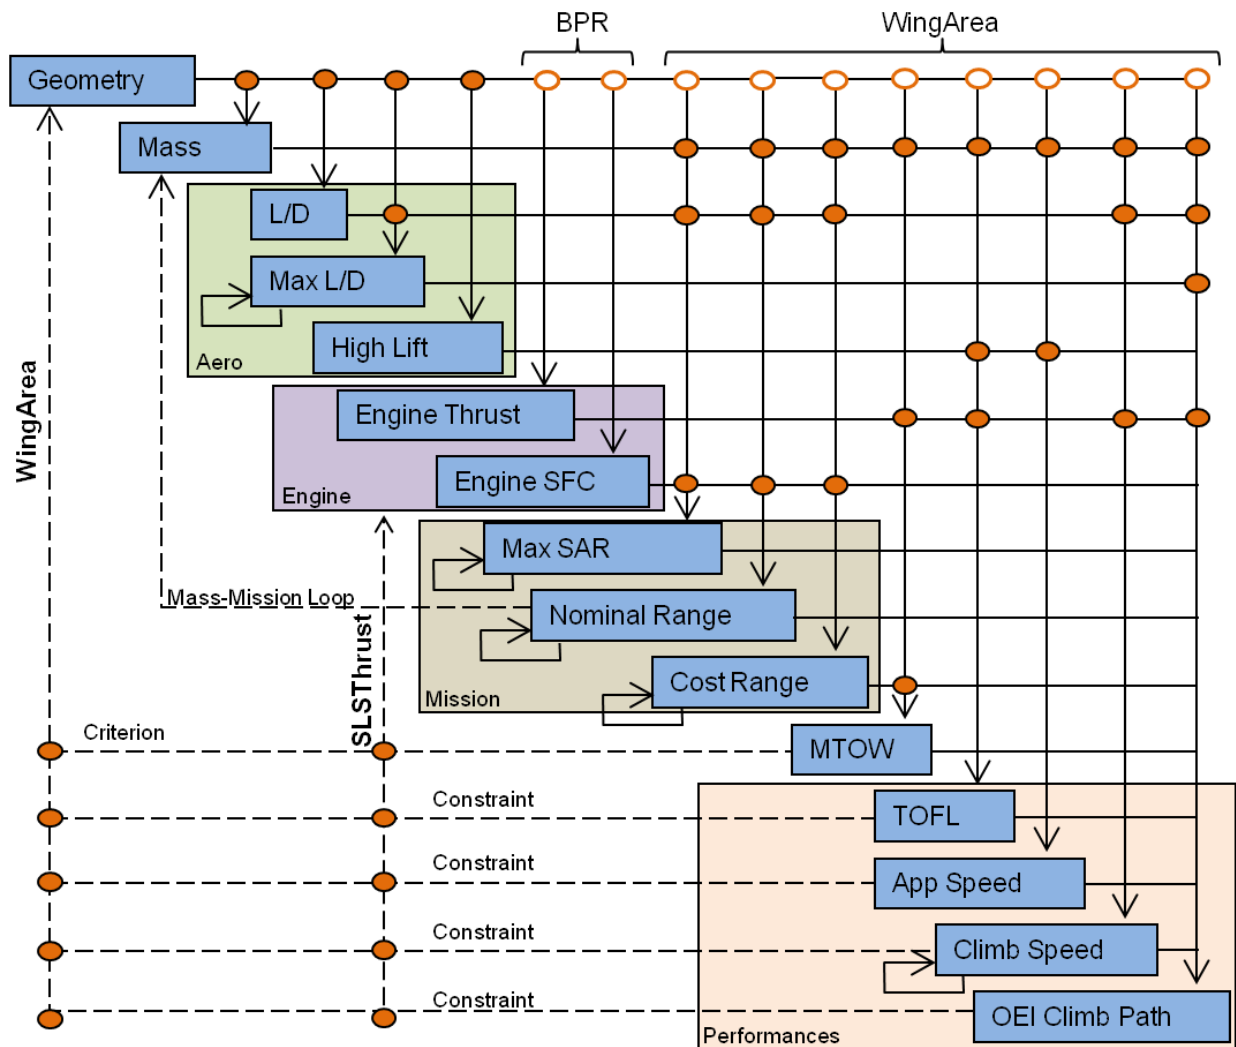 BPR
WingArea
Geometry
Mass
L/D
Max L/D
High Lift
Aero
WingArea
Engine Thrust
Engine SFC
Engine
Max SAR
Mass-Mission Loop
Nominal Range
SLSThrust
Cost Range
Mission
Criterion
MTOW
Constraint
TOFL
Constraint
App Speed
Constraint
Climb Speed
Constraint
OEI Climb Path
Performances